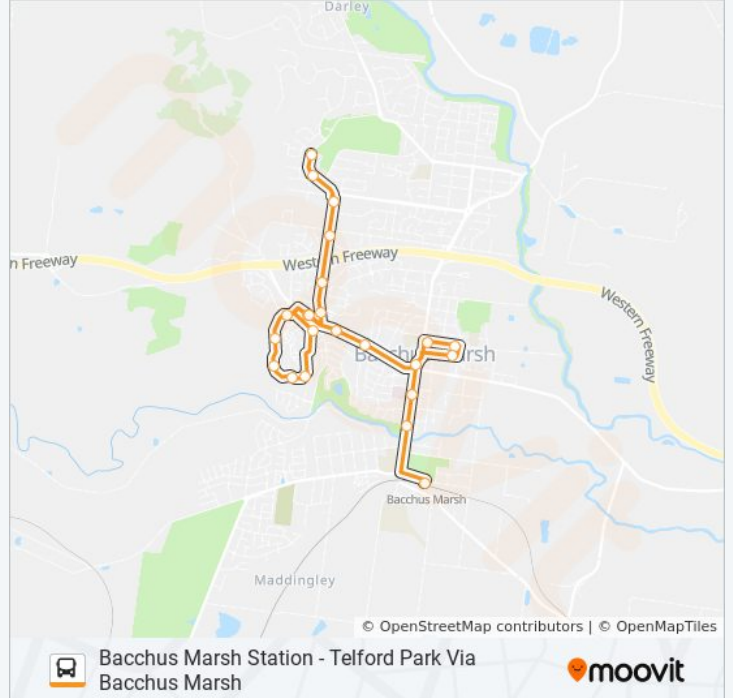 Darley
n Freeway
Western Freeway
Western Freeway
Bacchus Marsh
Bacchus Marsh
Maddingley
© OpenStreetMap contributors | © OpenMapTiles
Bacchus Marsh Station - Telford Park Via
Bacchus Marsh
moovit